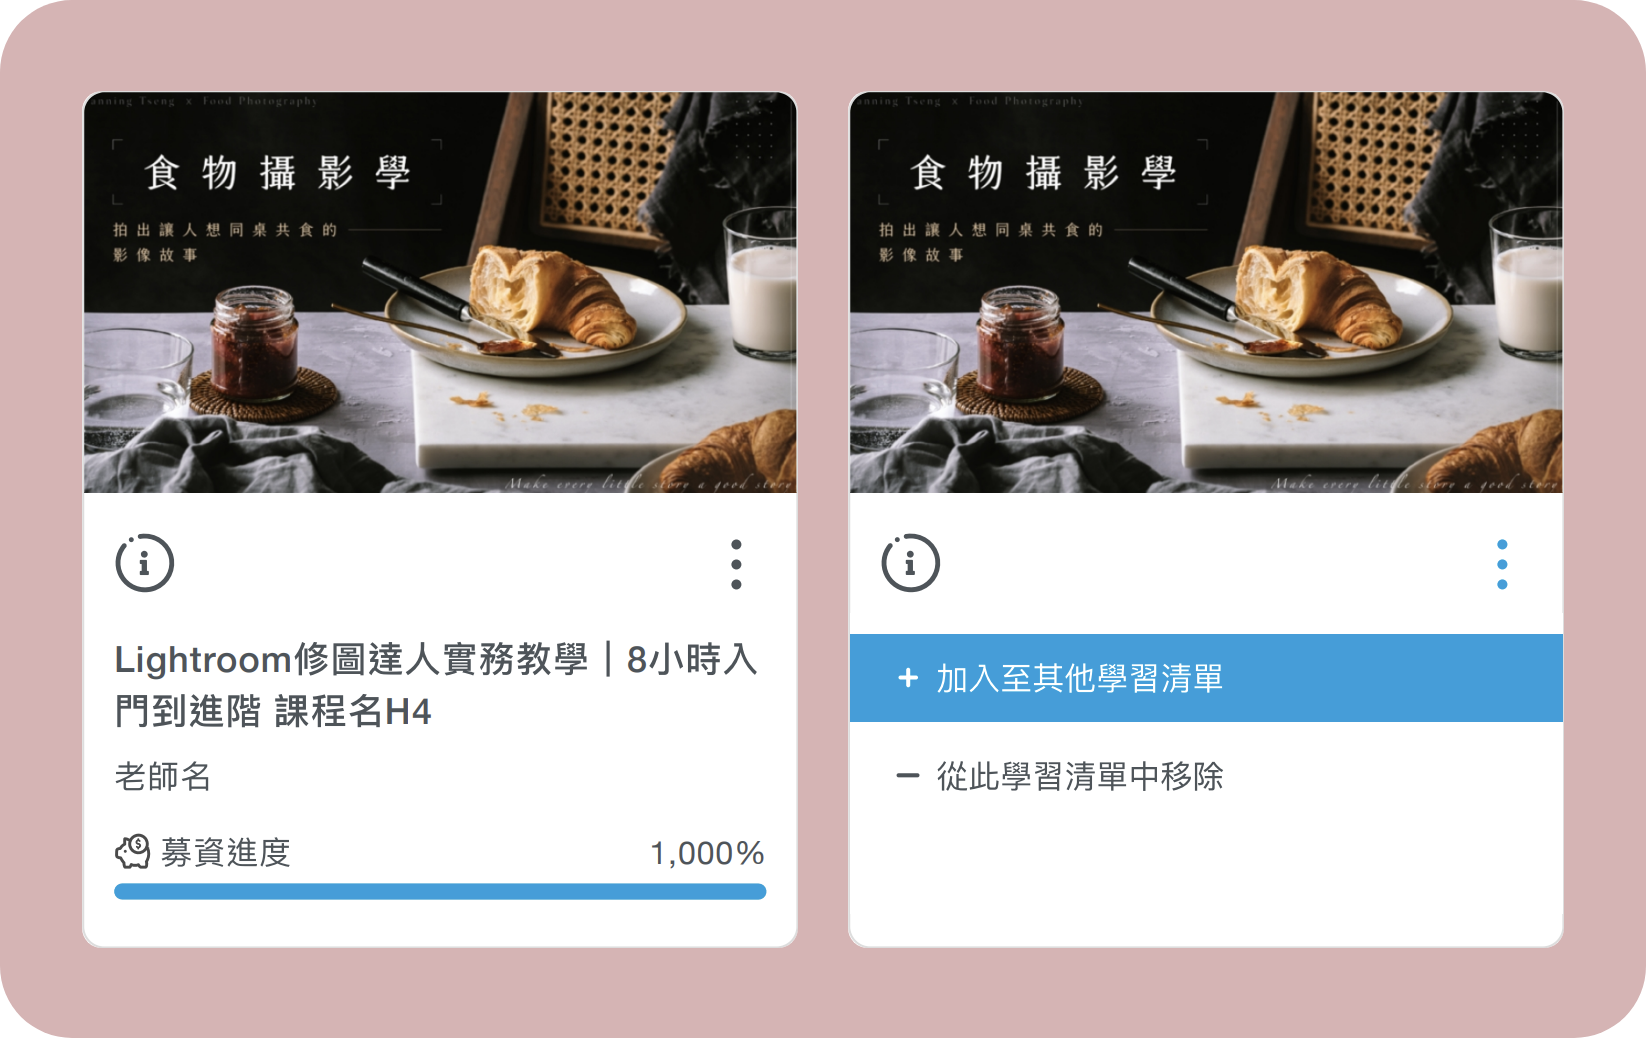 anning Tseng x Food Photography
食物攝影學
拍出讓人想同桌共食的
影像故事
Make every little story a good story
Lightroom修圖達人實務教學｜8小時入
門到進階 課程名H4
老師名
募資進度 1,000%
anning Tseng x Food Photography
食物攝影學
拍出讓人想同桌共食的
影像故事
Make every little story a good story
+ 加入至其他學習清單
− 從此學習清單中移除